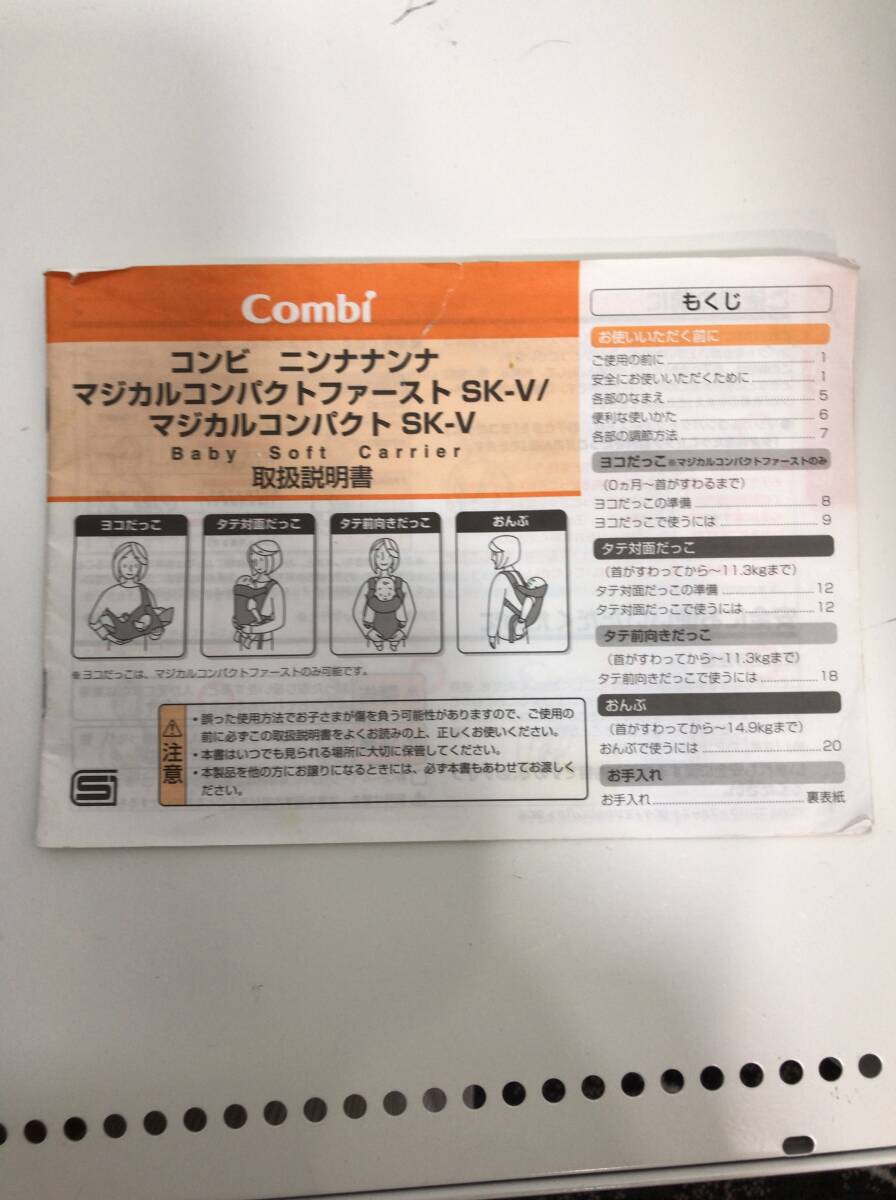 Combi
コンビ ニンナナンナ
マジカルコンパクトファースト SK-V/
マジカルコンパクト SK-V
Baby Soft Carrier
取扱説明書
ヨコだっこ
タテ対面だっこ
タテ前向きだっこ
おんぶ
※ヨコだっこは、マジカルコンパクトファーストのみ可能です。
注意
・誤った使用方法でお子さまが傷を負う可能性がありますので、ご使用の
前に必ずこの取扱説明書をよくお読みの上、正しくお使いください。
・本書はいつでも見られる場所に大切に保管してください。
・本製品を他の方にお譲りになるときには、必ず本書もあわせてお渡しく
ださい。
もくじ
お使いいただく前に
ご使用の前に 1
安全にお使いいただくために 1
各部のなまえ 5
便利な使いかた 6
各部の調節方法 7
ヨコだっこ ※マジカルコンパクトファーストのみ
（0ヵ月〜首がすわるまで）
ヨコだっこの準備 8
ヨコだっこで使うには 9
タテ対面だっこ
（首がすわってから〜11.3kgまで）
タテ対面だっこの準備 12
タテ対面だっこで使うには 12
タテ前向きだっこ
（首がすわってから〜11.3kgまで）
タテ前向きだっこで使うには 18
おんぶ
（首がすわってから〜14.9kgまで）
おんぶで使うには 20
お手入れ
お手入れ 裏表紙